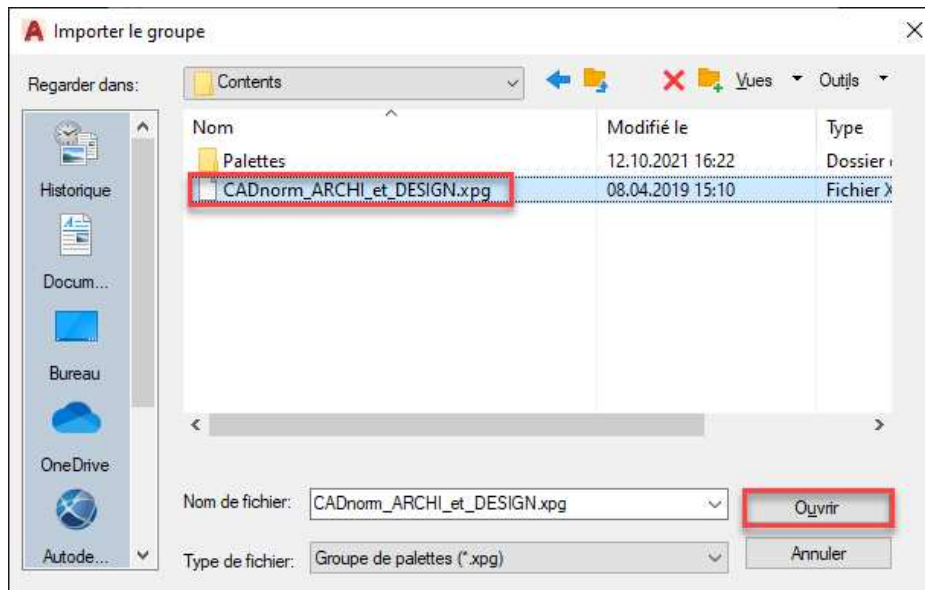 Importer le groupe
Regarder dans:
Contents
Vues
Outils
Nom
Modifié le
Type
Palettes
12.10.2021 16:22
Dossier
CADnorm_ARCHI_et_DESIGN.xpg
08.04.2019 15:10
Fichier X
Historique
Docum...
Bureau
OneDrive
Autode...
Nom de fichier:
CADnorm_ARCHI_et_DESIGN.xpg
Ouvrir
Type de fichier:
Groupe de palettes (*.xpg)
Annuler